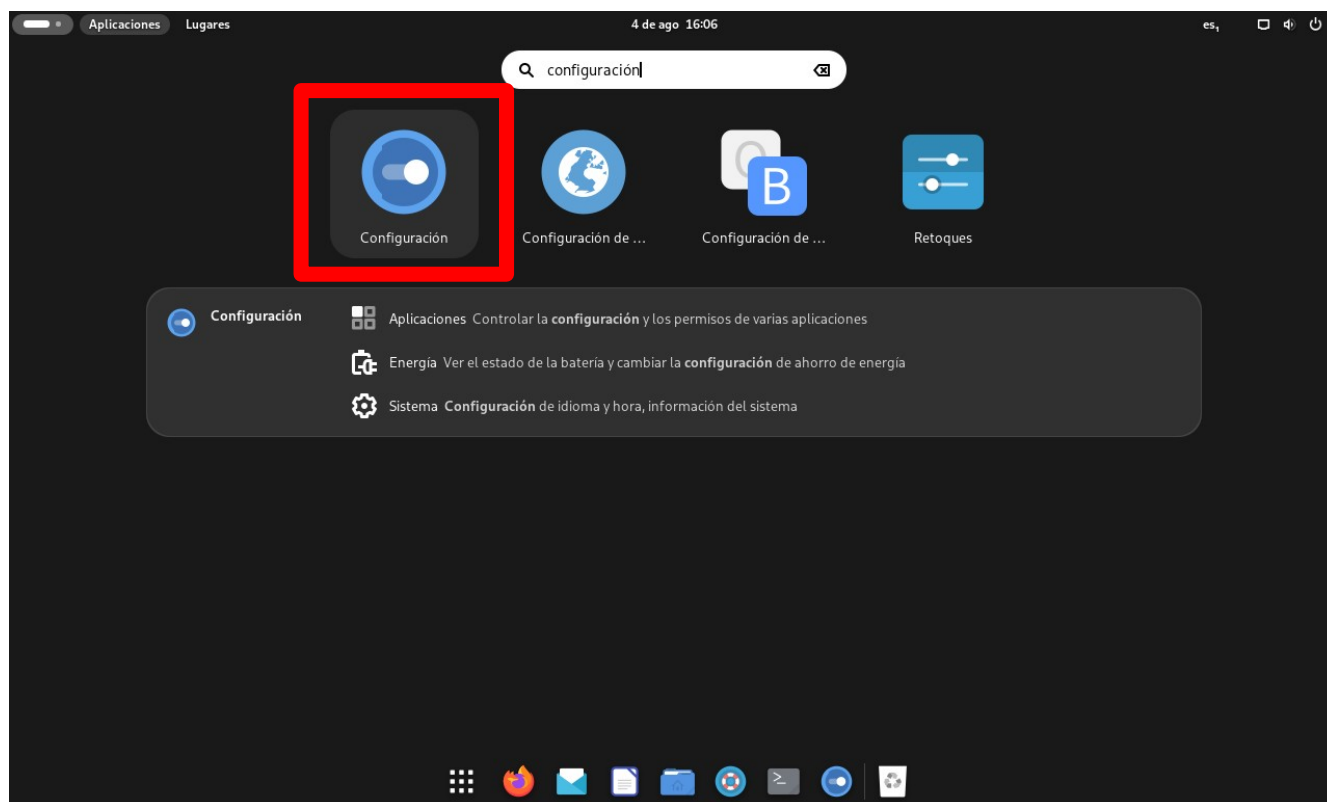 Aplicaciones Lugares 4 de ago 16:06 es,
configuración
Configuración Configuración de ... Configuración de ... Retoques
Configuración
Aplicaciones Controlar la configuración y los permisos de varias aplicaciones
Energía Ver el estado de la batería y cambiar la configuración de ahorro de energía
Sistema Configuración de idioma y hora, información del sistema